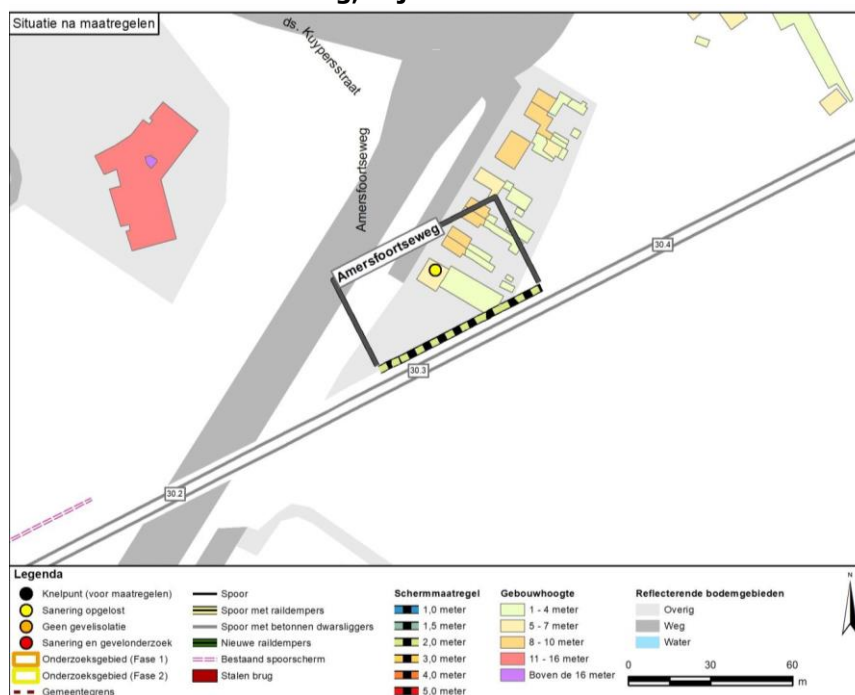 Situatie na maatregelen
ds. Kuypersstraat
Amersfoortseweg
Amersfoortseweg
30.4
30.3
30.2
Legenda
Knelpunt (voor maatregelen)
Sanering opgelost
Geen gevelisolatie
Sanering en gevelonderzoek
Onderzoeksgebied (Fase 1)
Onderzoeksgebied (Fase 2)
Gemeentegrens
Spoor
Spoor met raildempers
Spoor met betonnen dwarsliggers
Nieuwe raildempers
Bestaand spoorscherm
Stalen brug
Schermmaatregel
1,0 meter
1,5 meter
2,0 meter
3,0 meter
4,0 meter
5,0 meter
Gebouwhoogte
1 - 4 meter
5 - 7 meter
8 - 10 meter
11 - 16 meter
Boven de 16 meter
Reflecterende bodemgebieden
Overig
Weg
Water
N
0 30 60
m